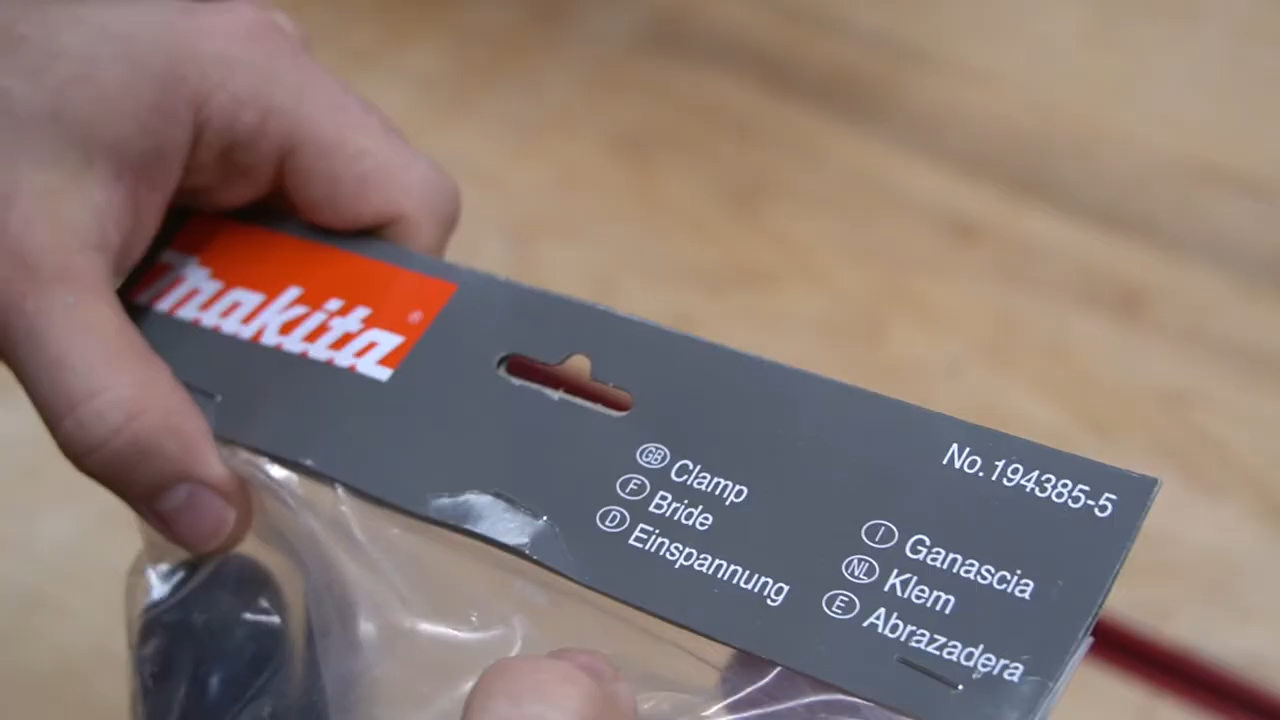 makita®
No.194385-5
GB Clamp
F Bride
D Einspannung
I Ganascia
NL Klem
E Abrazadera